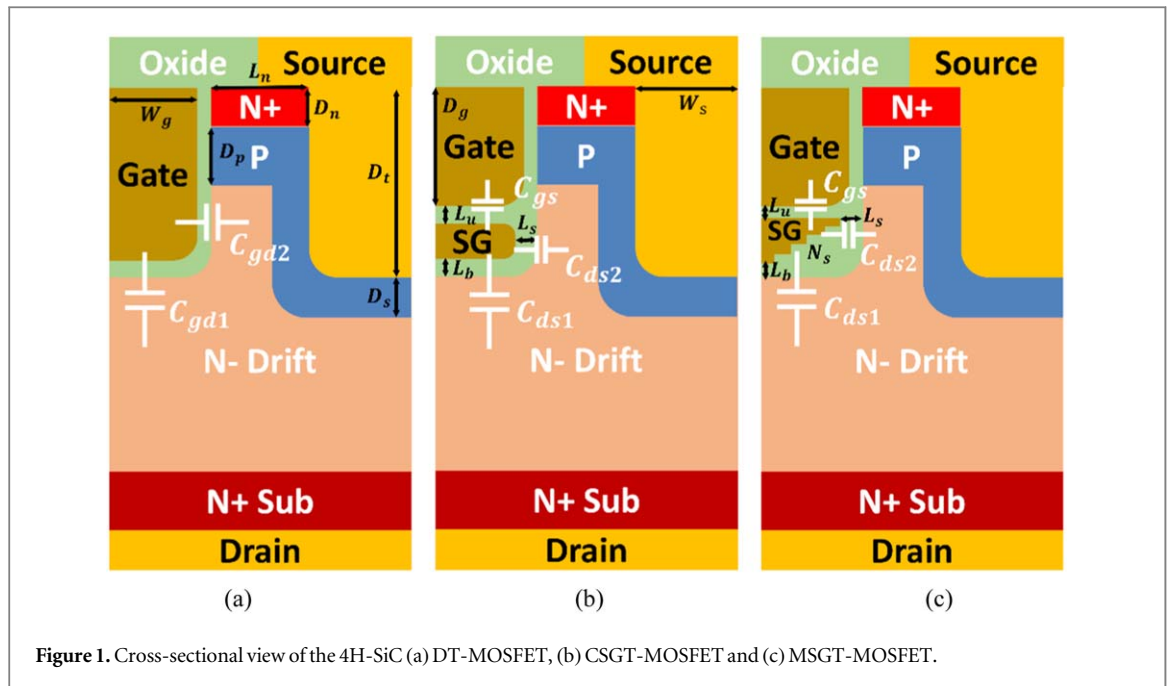 Oxide Source
L_n
N+
W_g
D_n
D_p
P
Gate
D_t
C_gd2
C_gd1
D_s
N- Drift
N+ Sub
Drain
(a)
Oxide Source
D_g
N+
W_s
Gate
P
C_gs
L_u
L_s
SG
L_b
C_ds2
C_ds1
N- Drift
N+ Sub
Drain
(b)
Oxide Source
N+
Gate
P
C_gs
L_u
L_s
SG
N_s
L_b
C_ds2
C_ds1
N- Drift
N+ Sub
Drain
(c)
Figure 1. Cross-sectional view of the 4H-SiC (a) DT-MOSFET, (b) CSGT-MOSFET and (c) MSGT-MOSFET.